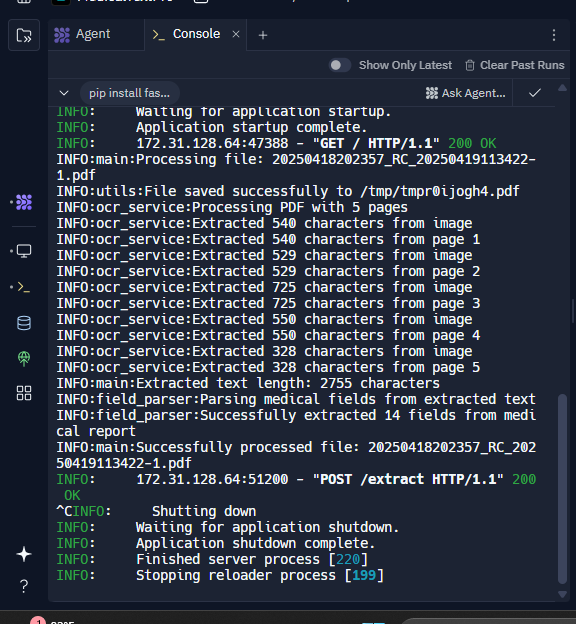 Agent
Console
Show Only Latest
Clear Past Runs
pip install fas...
Ask Agent...
INFO:     Waiting for application startup.
INFO:     Application startup complete.
INFO:     172.31.128.64:47388 - "GET / HTTP/1.1" 200 OK
INFO:main:Processing file: 20250418202357_RC_20250419113422-
1.pdf
INFO:utils:File saved successfully to /tmp/tmpr0ijogh4.pdf
INFO:ocr_service:Processing PDF with 5 pages
INFO:ocr_service:Extracted 540 characters from image
INFO:ocr_service:Extracted 540 characters from page 1
INFO:ocr_service:Extracted 529 characters from image
INFO:ocr_service:Extracted 529 characters from page 2
INFO:ocr_service:Extracted 725 characters from image
INFO:ocr_service:Extracted 725 characters from page 3
INFO:ocr_service:Extracted 550 characters from image
INFO:ocr_service:Extracted 550 characters from page 4
INFO:ocr_service:Extracted 328 characters from image
INFO:ocr_service:Extracted 328 characters from page 5
INFO:main:Extracted text length: 2755 characters
INFO:field_parser:Parsing medical fields from extracted text
INFO:field_parser:Successfully extracted 14 fields from medi
cal report
INFO:main:Successfully processed file: 20250418202357_RC_202
50419113422-1.pdf
INFO:     172.31.128.64:51200 - "POST /extract HTTP/1.1" 200
 OK
^CINFO:     Shutting down
INFO:     Waiting for application shutdown.
INFO:     Application shutdown complete.
INFO:     Finished server process [220]
INFO:     Stopping reloader process [199]